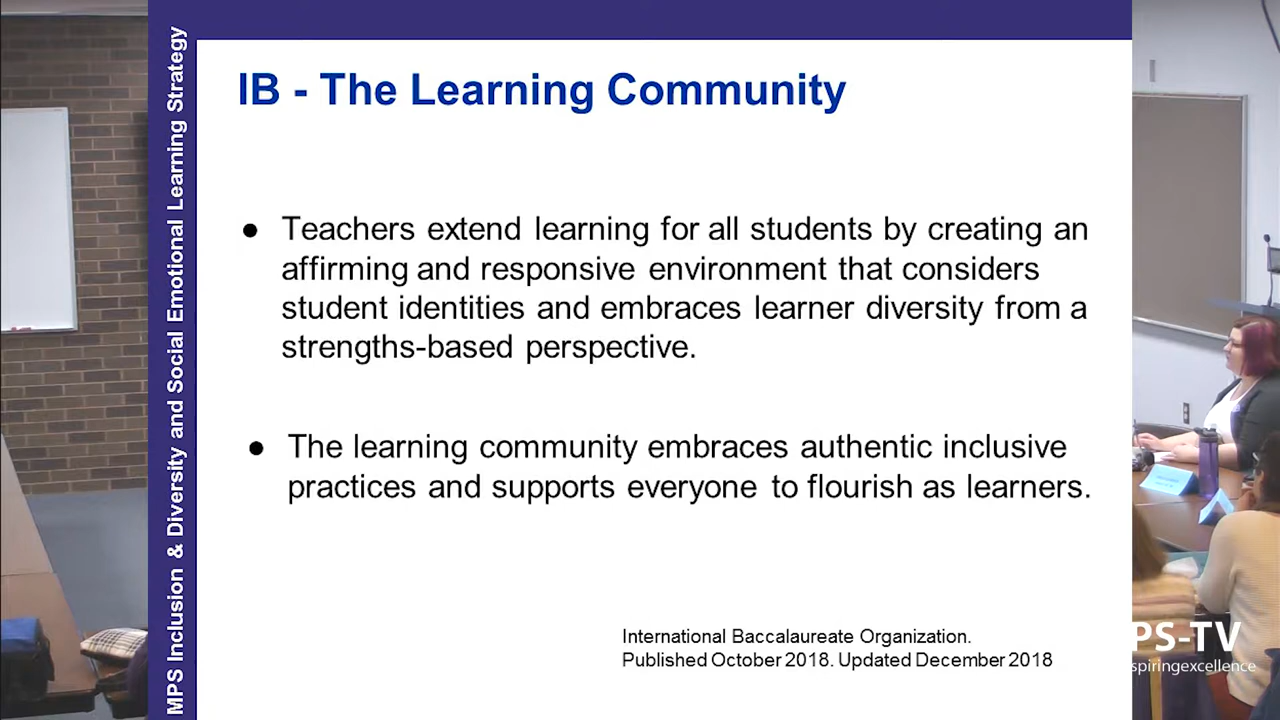 MPS Inclusion & Diversity and Social Emotional Learning Strategy
IB - The Learning Community
● Teachers extend learning for all students by creating an
affirming and responsive environment that considers
student identities and embraces learner diversity from a
strengths-based perspective.
● The learning community embraces authentic inclusive
practices and supports everyone to flourish as learners.
International Baccalaureate Organization.
Published October 2018. Updated December 2018
PS-TV
spiringexcellence